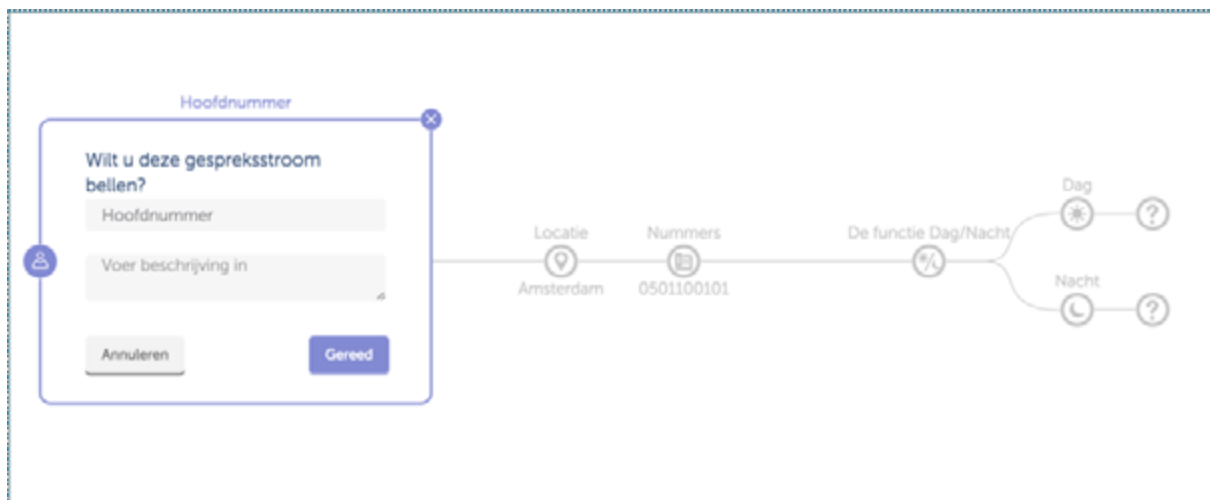 Hoofdnummer
Wilt u deze gespreksstroom
bellen?
Hoofdnummer
Voer beschrijving in
Annuleren
Gereed
Locatie
Amsterdam
Nummers
0501100101
De functie Dag/Nacht
Dag
?
Nacht
?